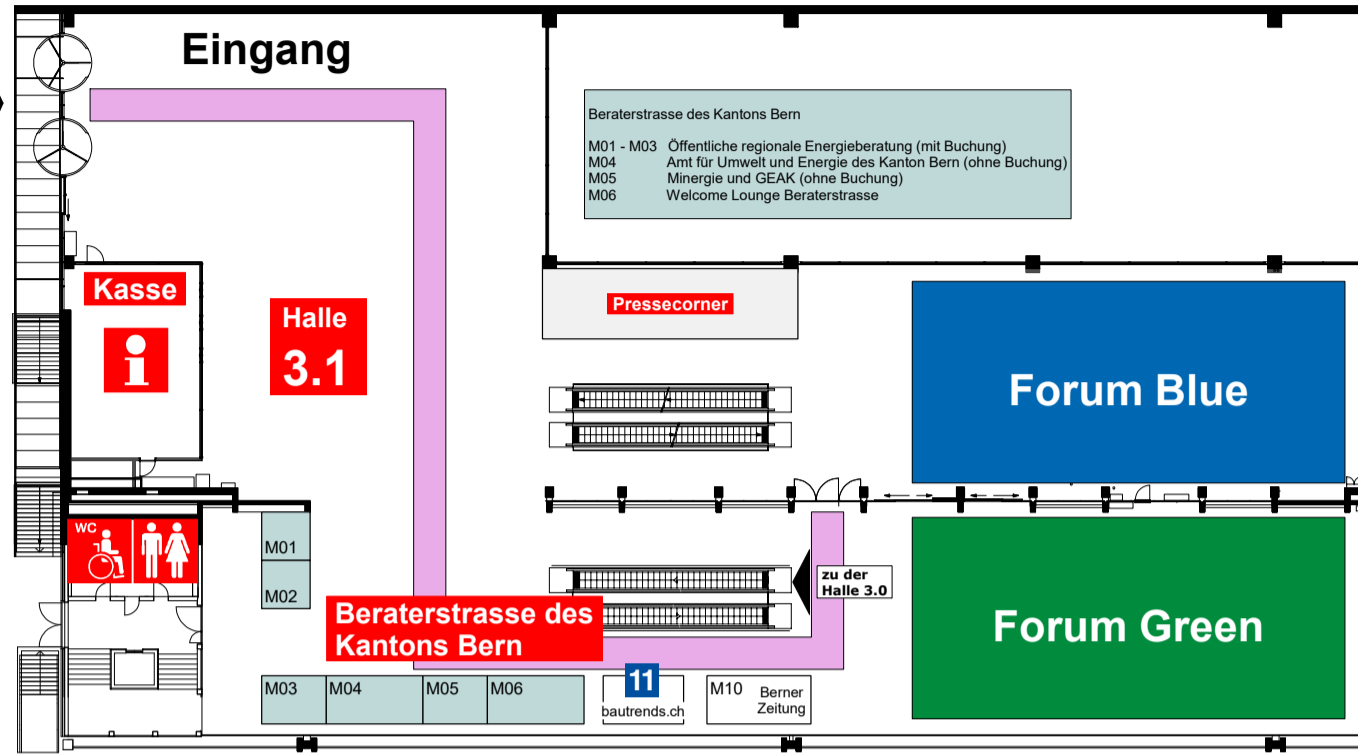 Eingang
Beraterstrasse des Kantons Bern
M01 - M03 Öffentliche regionale Energieberatung (mit Buchung)
M04 Amt für Umwelt und Energie des Kanton Bern (ohne Buchung)
M05 Minergie und GEAK (ohne Buchung)
M06 Welcome Lounge Beraterstrasse
Kasse
Halle
3.1
Pressecorner
Forum Blue
WC
M01
M02
zu der
Halle 3.0
Beraterstrasse des
Kantons Bern
Forum Green
M03
M04
M05
M06
11
bautrends.ch
M10 Berner
Zeitung